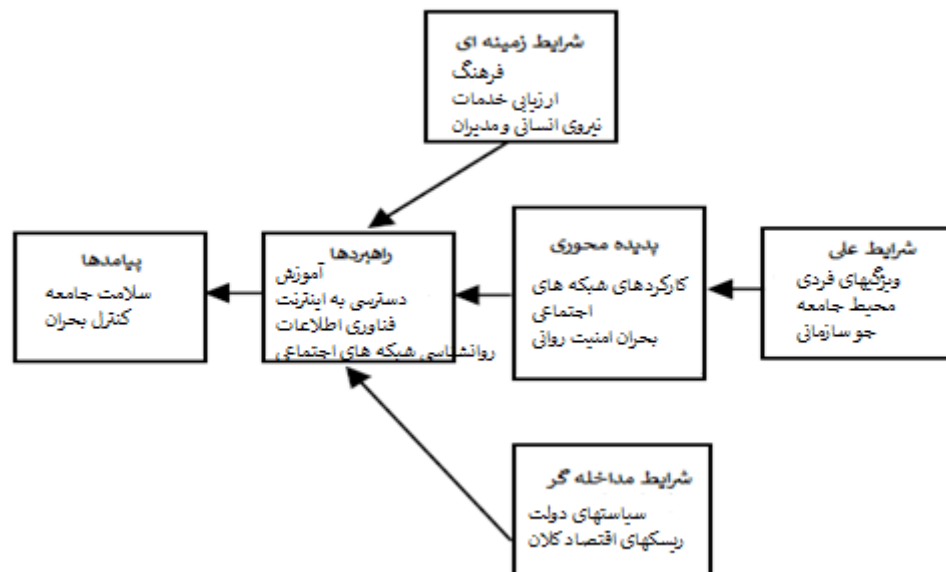 شرایط زمینه ای
فرهنگ
ارزیابی خدمات
نیروی انسانی و مدیران
شرایط علی
ویژگیهای فردی
محیط جامعه
جو سازمانی
پدیده محوری
کارکردهای شبکه های
اجتماعی
بحران امنیت روانی
راهبردها
آموزش
دسترسی به اینترنت
فناوری اطلاعات
روانشناسی شبکه های اجتماعی
پیامدها
سلامت جامعه
کنترل بحران
شرایط مداخله گر
سیاستهای دولت
ریسکهای اقتصاد کلان